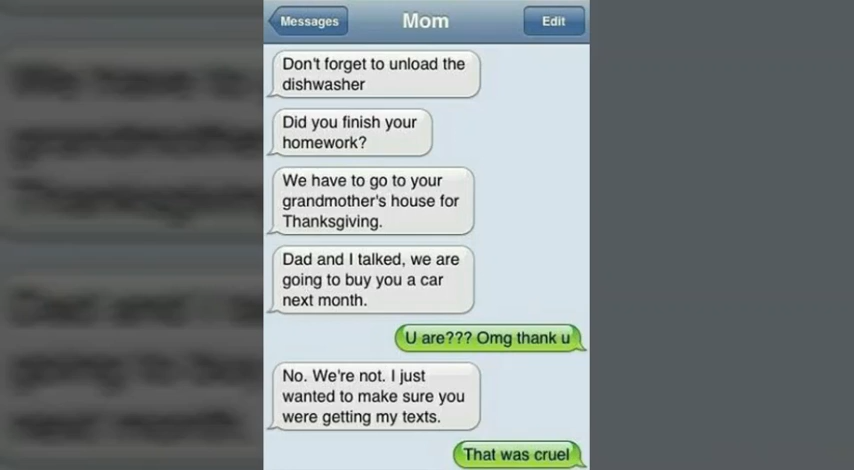 Messages
Mom
Edit
Don't forget to unload the
dishwasher
Did you finish your
homework?
We have to go to your
grandmother's house for
Thanksgiving.
Dad and I talked, we are
going to buy you a car
next month.
U are??? Omg thank u
No. We're not. I just
wanted to make sure you
were getting my texts.
That was cruel